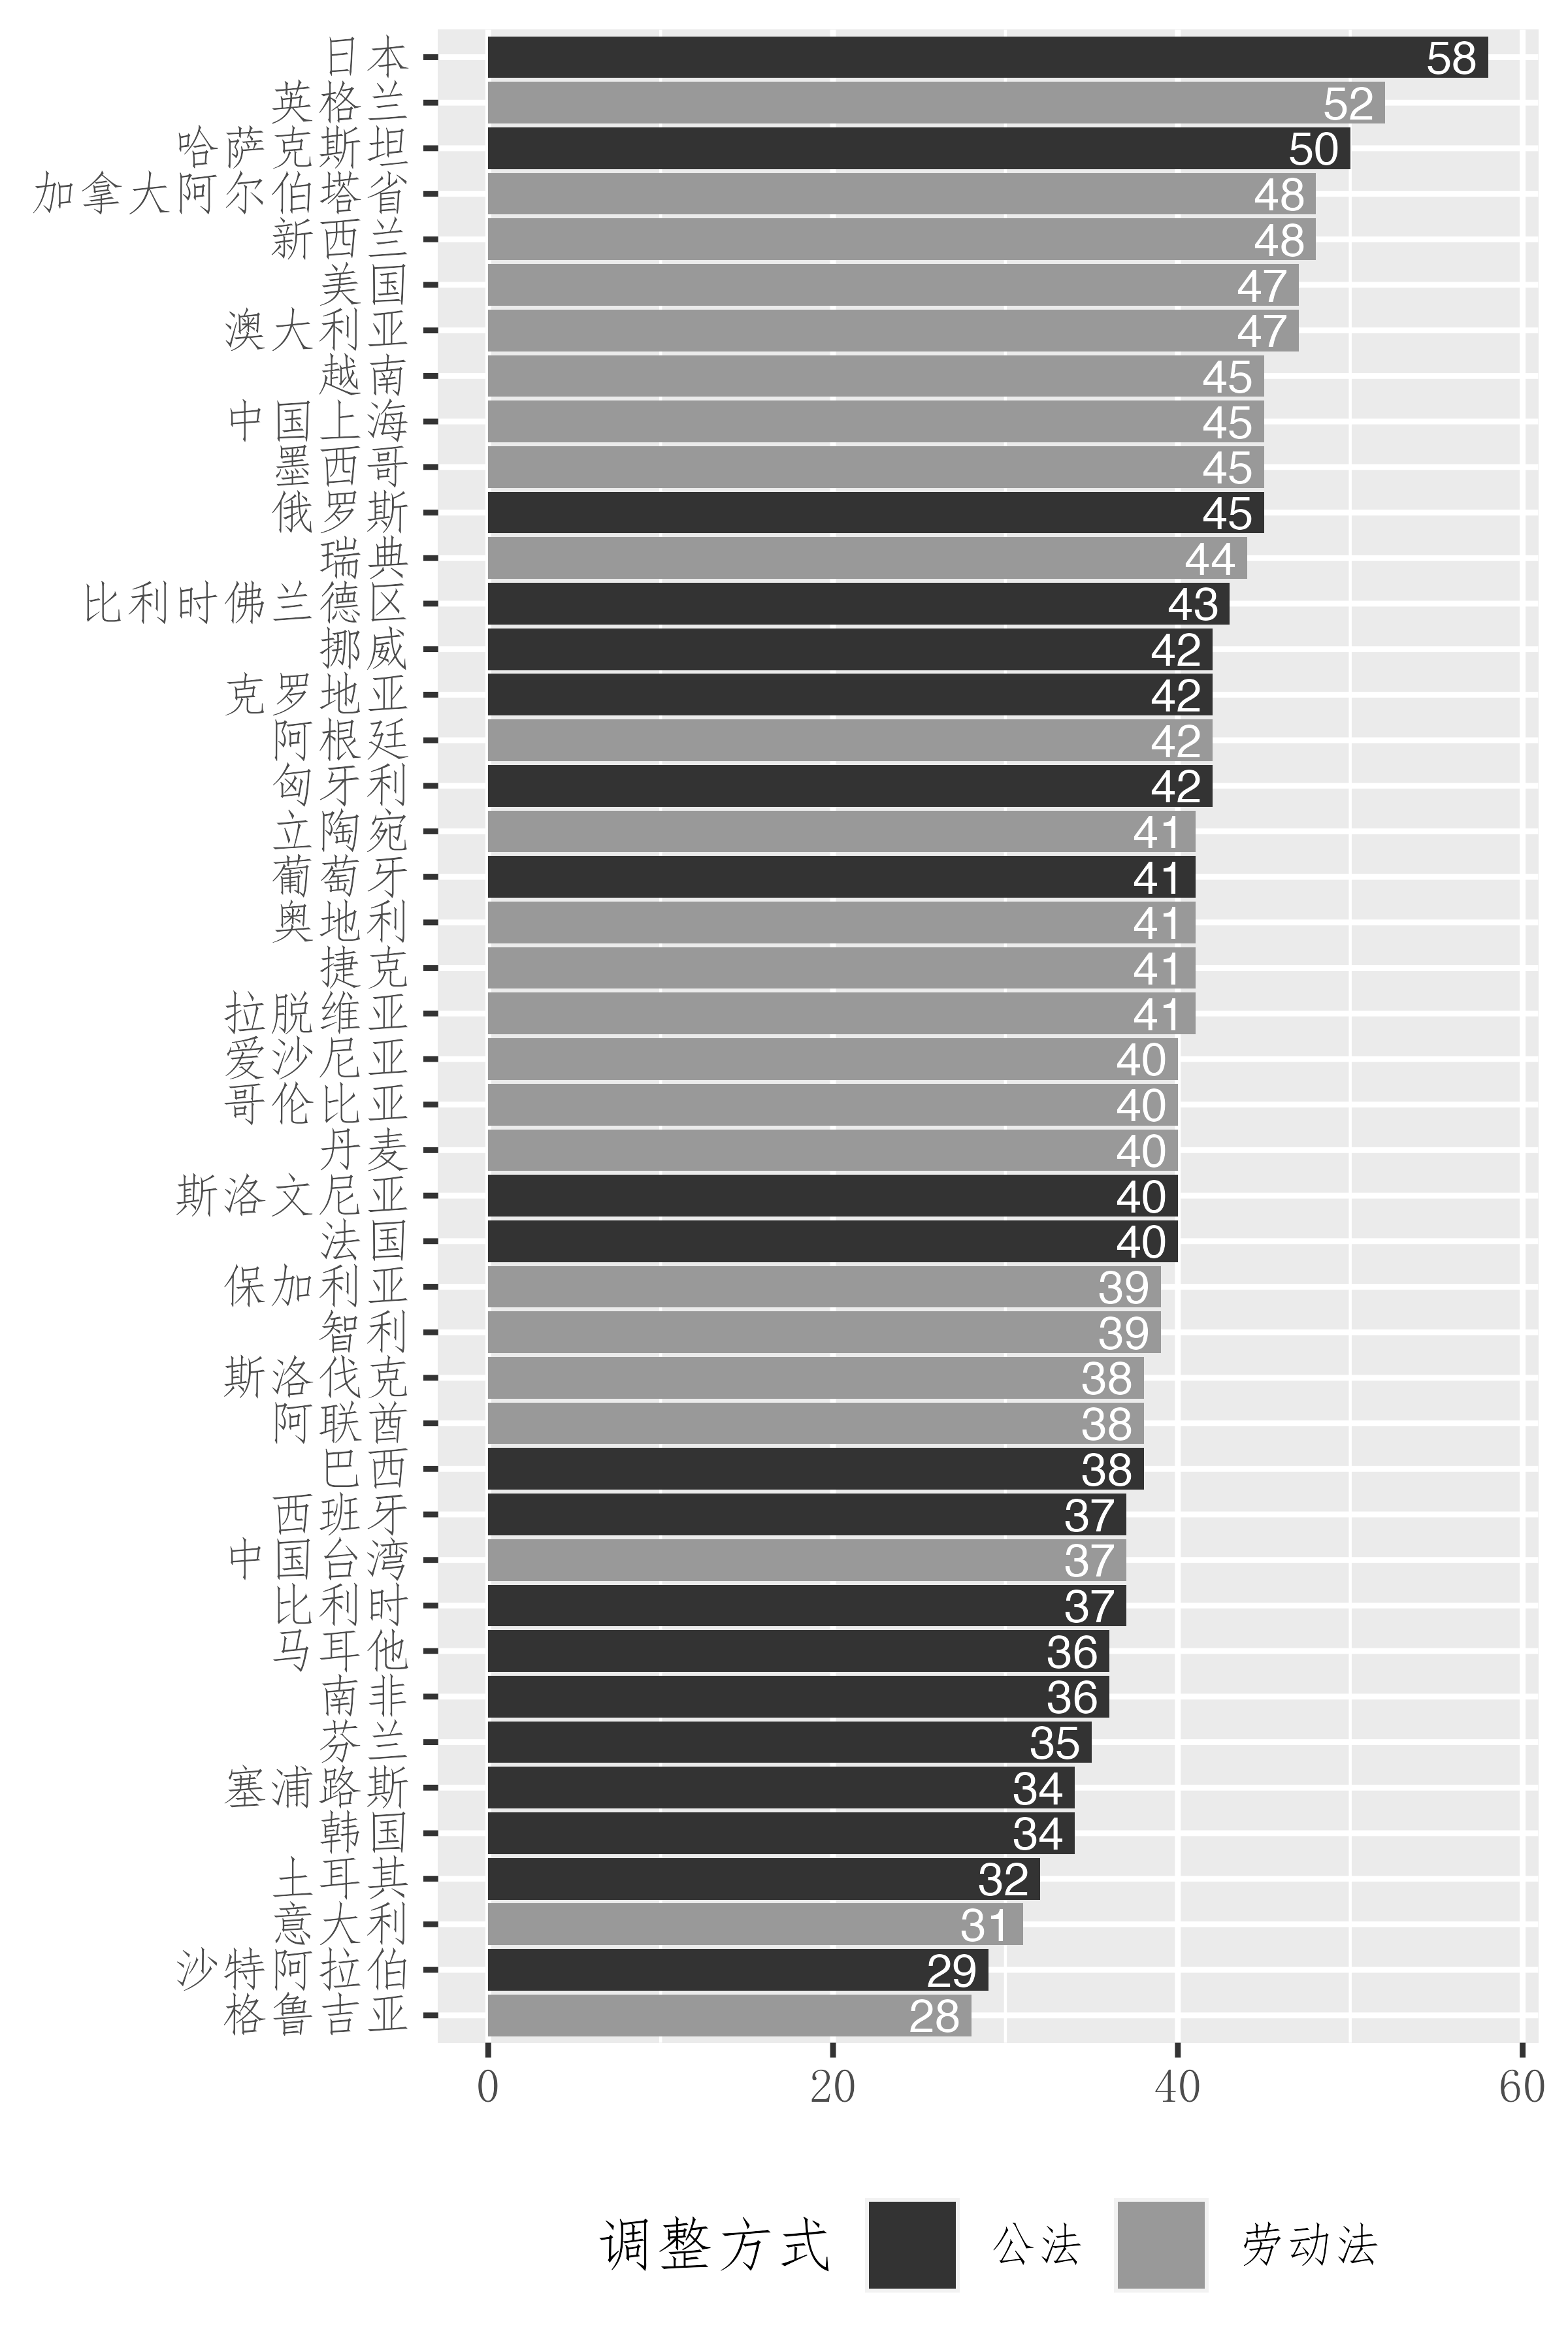 日本 58
英格兰 52
哈萨克斯坦 50
加拿大阿尔伯塔省 48
新西兰 48
美国 47
澳大利亚 47
越南 45
中国上海 45
墨西哥 45
俄罗斯 45
瑞典 44
比利时佛兰德区 43
挪威 42
克罗地亚 42
阿根廷 42
匈牙利 42
立陶宛 41
葡萄牙 41
奥地利 41
捷克 41
拉脱维亚 41
爱沙尼亚 40
哥伦比亚 40
丹麦 40
斯洛文尼亚 40
法国 40
保加利亚 39
智利 39
斯洛伐克 38
阿联酋 38
巴西 38
西班牙 37
中国台湾 37
比利时 37
马耳他 36
南非 36
芬兰 35
塞浦路斯 34
韩国 34
土耳其 32
意大利 31
沙特阿拉伯 29
格鲁吉亚 28
0 20 40 60
调整方式 公法 劳动法